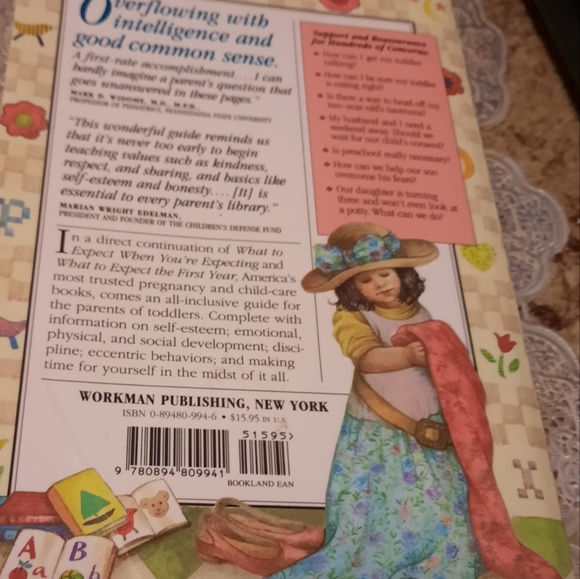 Overflowing with
intelligence and
good common sense.
A first-rate accomplishment.... I can
hardly imagine a parent's question that
goes unanswered in these pages."
MARK D. WIDOME, M.D., M.P.H.
PROFESSOR OF PEDIATRICS, PENNSYLVANIA STATE UNIVERSITY
"This wonderful guide reminds us
that it's never too early to begin
teaching values such as kindness,
respect, and sharing, and basics like
self-esteem and honesty.... [It] is
essential to every parent's library."
MARIAN WRIGHT EDELMAN,
PRESIDENT AND FOUNDER OF THE CHILDREN'S DEFENSE FUND
In a direct continuation of What to
Expect When You're Expecting and
What to Expect the First Year, America's
most trusted pregnancy and child-care
books, comes an all-inclusive guide for
the parents of toddlers. Complete with
information on self-esteem; emotional,
physical, and social development; disci-
pline; eccentric behaviors; and making
time for yourself in the midst of it all.
WORKMAN PUBLISHING, NEW YORK
ISBN 0-89480-994-6 • $15.95 IN U.S.
51595>
9 780894 809941
BOOKLAND EAN
Support and Reassurance
for Hundreds of Concerns:
How can I get my toddler
talking?
How can I be sure my toddler
is eating right?
Is there a way to head off my
two-year-old's tantrums?
My husband and I need a
weekend away. Should we
wait for our child's consent?
Is preschool really necessary?
How can we help our son
overcome his fears?
Our daughter is turning
three and won't even look at
a potty. What can we do?
A
a
B
b